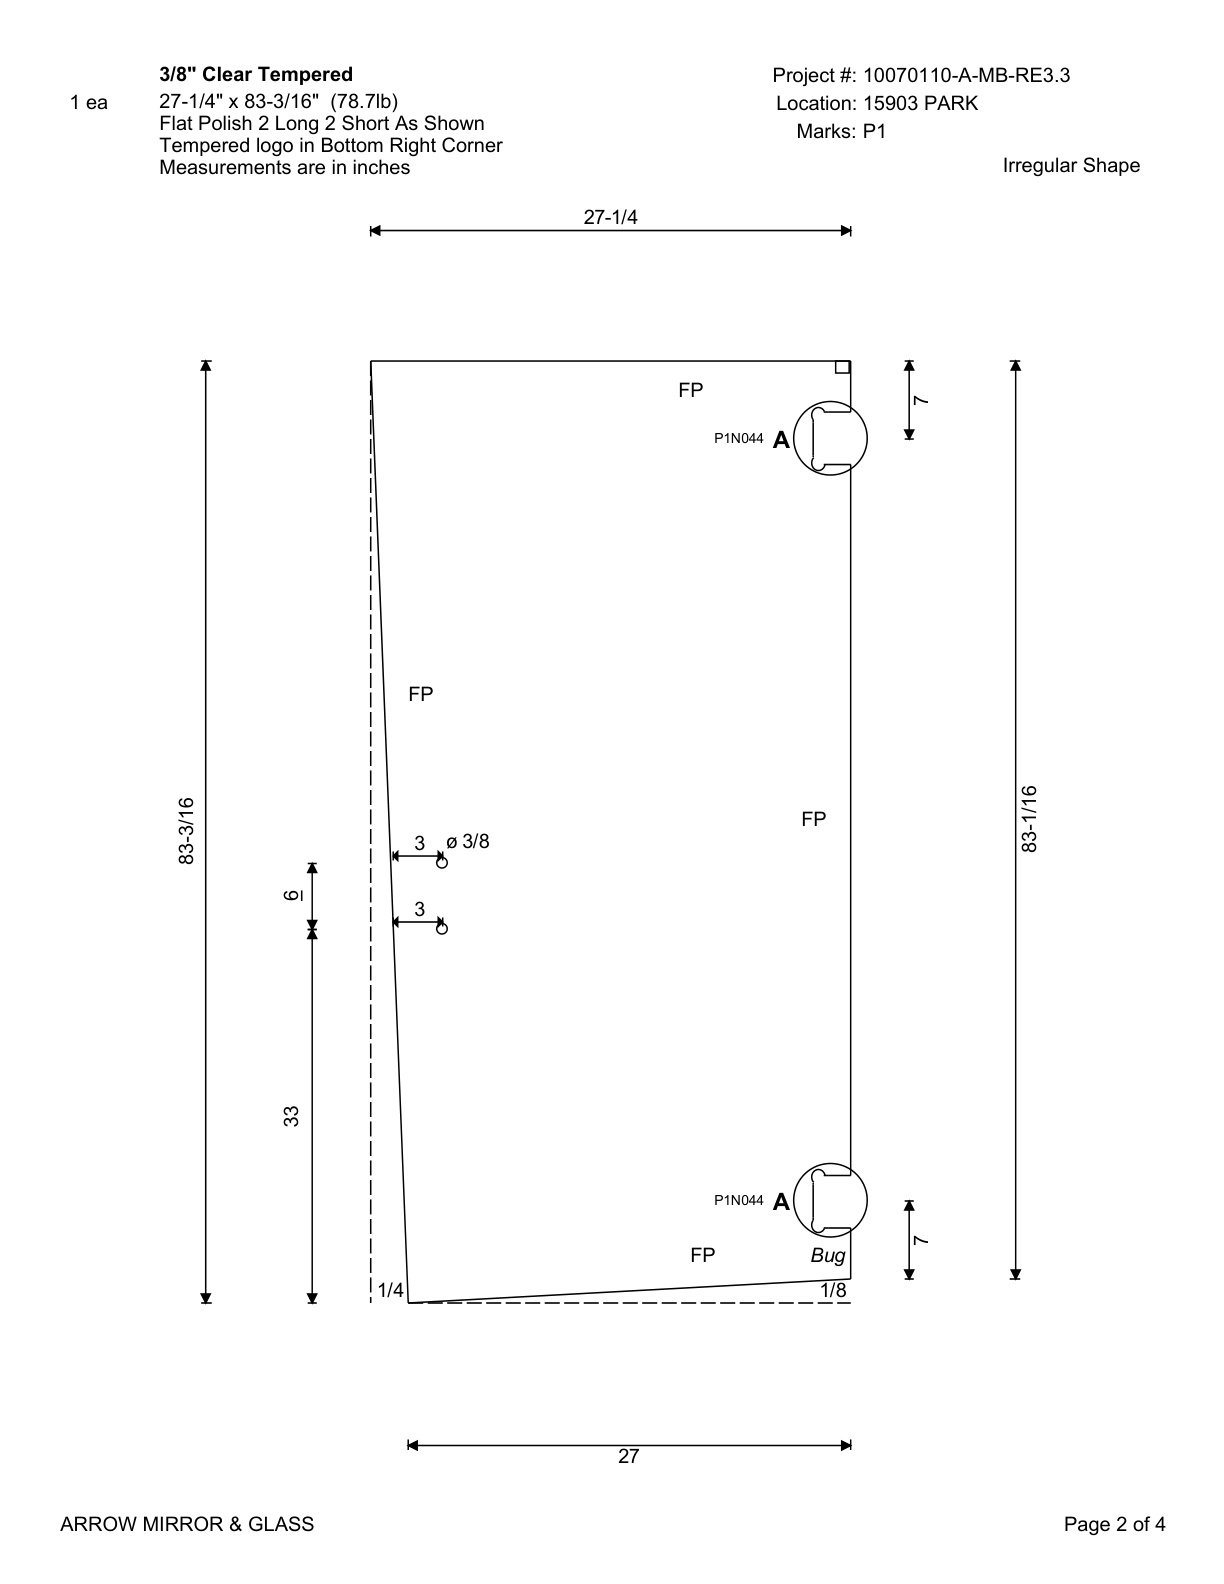 3/8" Clear Tempered
1 ea
27-1/4" x 83-3/16" (78.7lb)
Flat Polish 2 Long 2 Short As Shown
Tempered logo in Bottom Right Corner
Measurements are in inches
Project #: 10070110-A-MB-RE3.3
Location: 15903 PARK
Marks: P1
Irregular Shape
27-1/4
FP
7
P1N044 A
FP
83-3/16
83-1/16
FP
3
ø 3/8
6
3
33
P1N044 A
7
FP
Bug
1/4
1/8
27
ARROW MIRROR & GLASS
Page 2 of 4